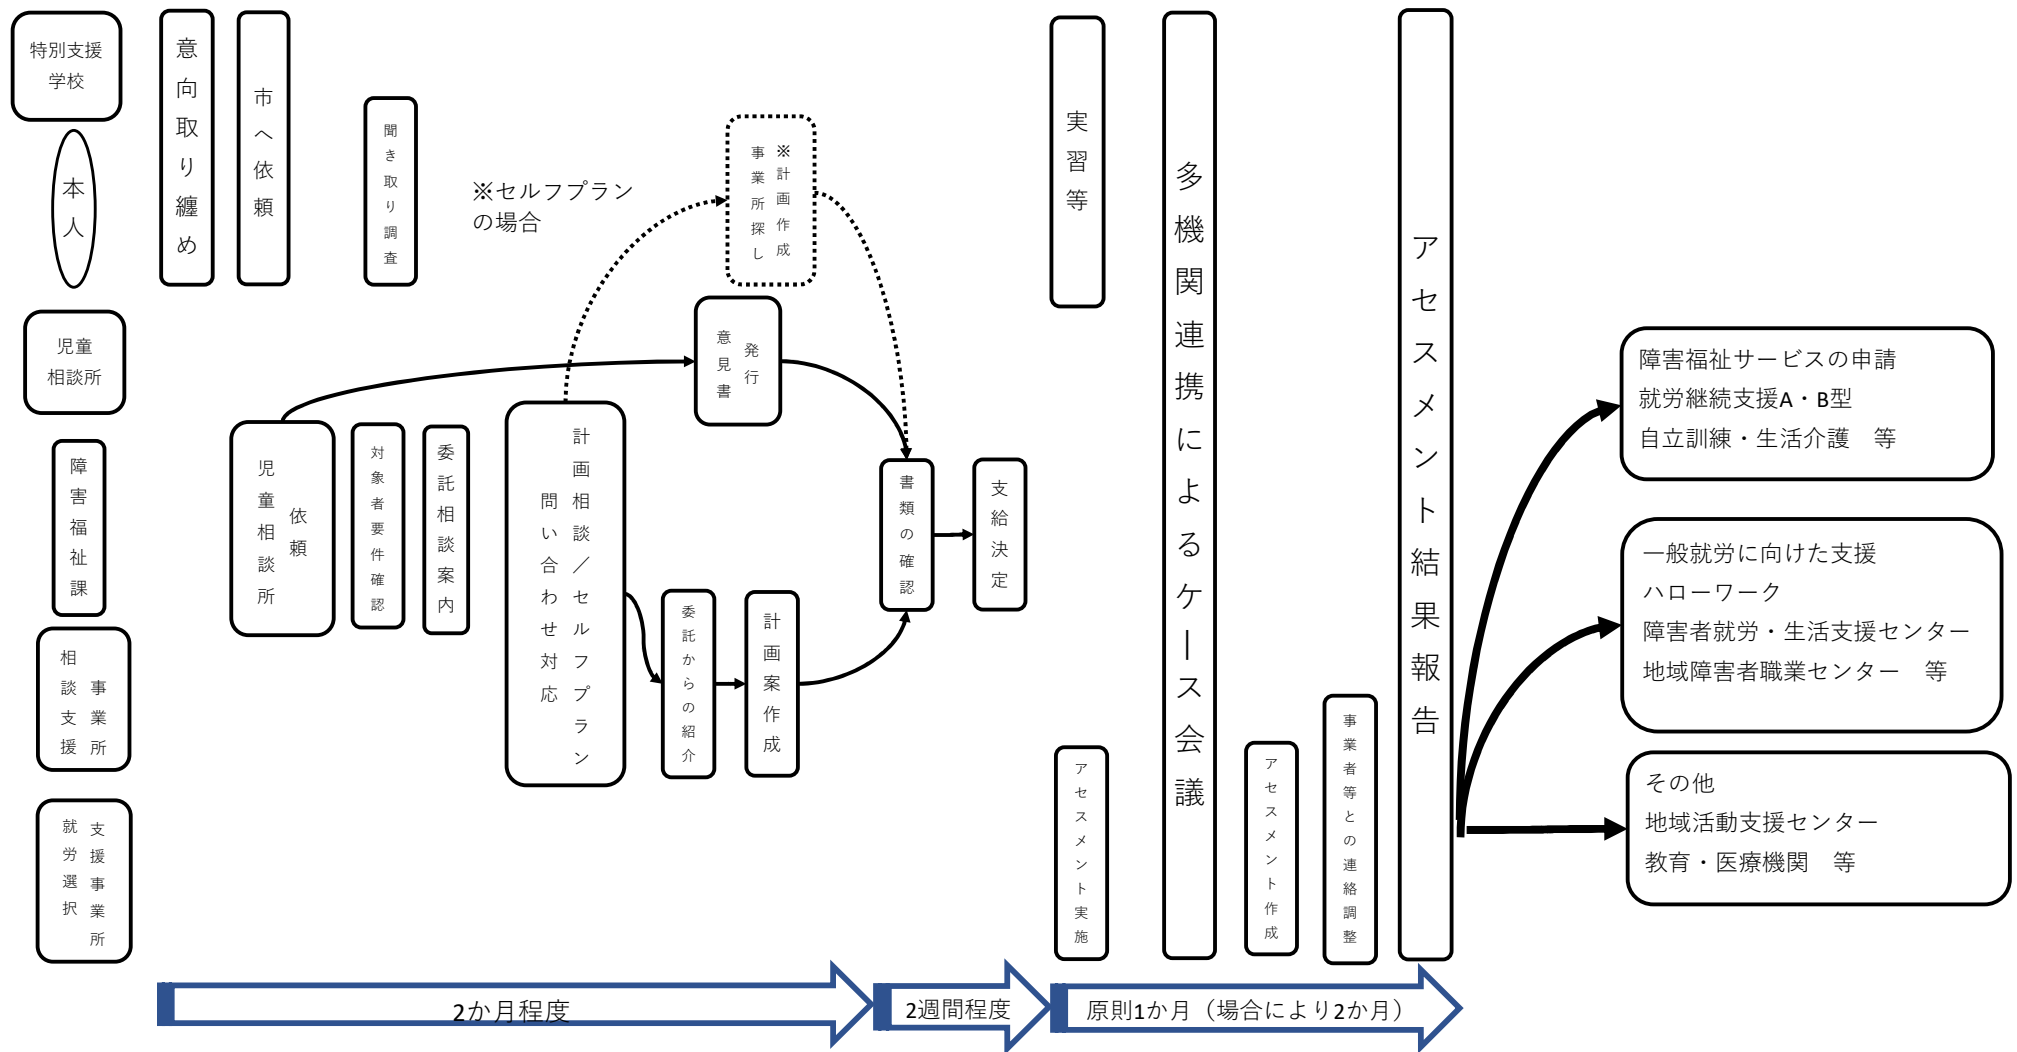 特別支援
学校
本人
児童
相談所
障害福祉課
相談支援
事業所
就労選択
支援事業所
意向取り纏め
市へ依頼
聞き取り調査
※セルフプラン
の場合
※計画作成
事業所探し
意見書
発行
児童相談所
依頼
対象者要件確認
委託相談案内
計画相談／セルフプラン
問い合わせ対応
委託からの紹介
計画案作成
書類の確認
支給決定
実習等
アセスメント実施
多機関連携によるケース会議
アセスメント作成
事業者等との連絡調整
アセスメント結果報告
障害福祉サービスの申請
就労継続支援A・B型
自立訓練・生活介護　等
一般就労に向けた支援
ハローワーク
障害者就労・生活支援センター
地域障害者職業センター　等
その他
地域活動支援センター
教育・医療機関　等
2か月程度
2週間程度
原則1か月（場合により2か月）